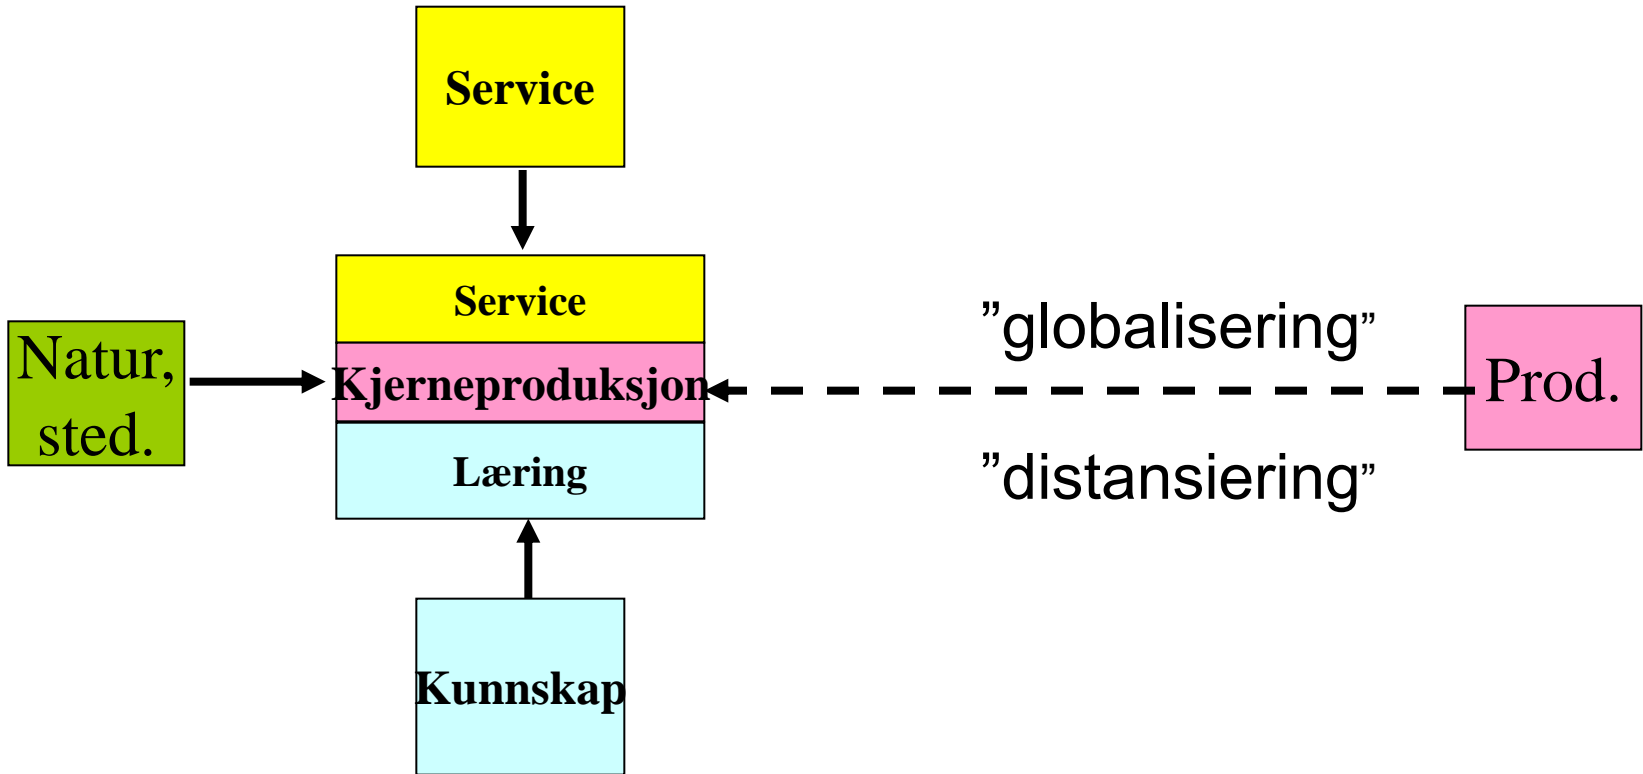 Service
Service
Natur,
sted.
Kjerneproduksjon
Læring
Kunnskap
”globalisering”
”distansiering”
Prod.